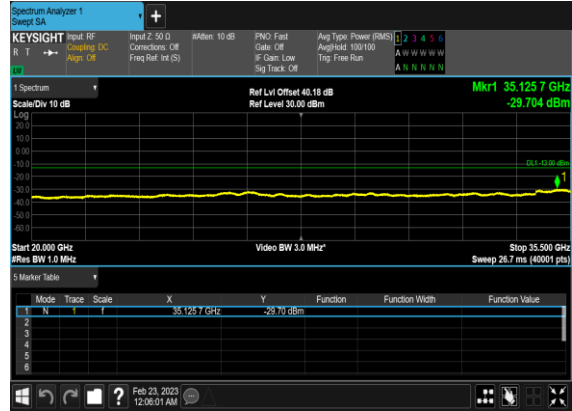 Spectrum Analyzer 1
Swept SA
+
KEYSIGHT Input: RF Input Z: 50 Ω #Atten: 10 dB PNO: Fast Avg Type: Power (RMS) 1 2 3 4 5 6
R T Coupling: DC Corrections: Off Gate: Off Avg|Hold: 100/100 A W W W W W
Align: Off Freq Ref: Int (S) IF Gain: Low Trig: Free Run
Sig Track: Off A N N N N N
1 Spectrum Ref Lvl Offset 40.18 dB Mkr1 35.125 7 GHz
Scale/Div 10 dB Ref Level 30.00 dBm -29.704 dBm
Log
20.0
10.0
0.00
-10.0
DL1 -13.00 dBm
-20.0
1
-30.0
-40.0
-50.0
-60.0
Start 20.000 GHz Video BW 3.0 MHz* Stop 35.500 GHz
#Res BW 1.0 MHz Sweep 26.7 ms (40001 pts)
5 Marker Table
Mode Trace Scale X Y Function Function Width Function Value
1 N 1 f 35.125 7 GHz -29.70 dBm
2
3
4
5
6
? Feb 23, 2023
12:06:01 AM